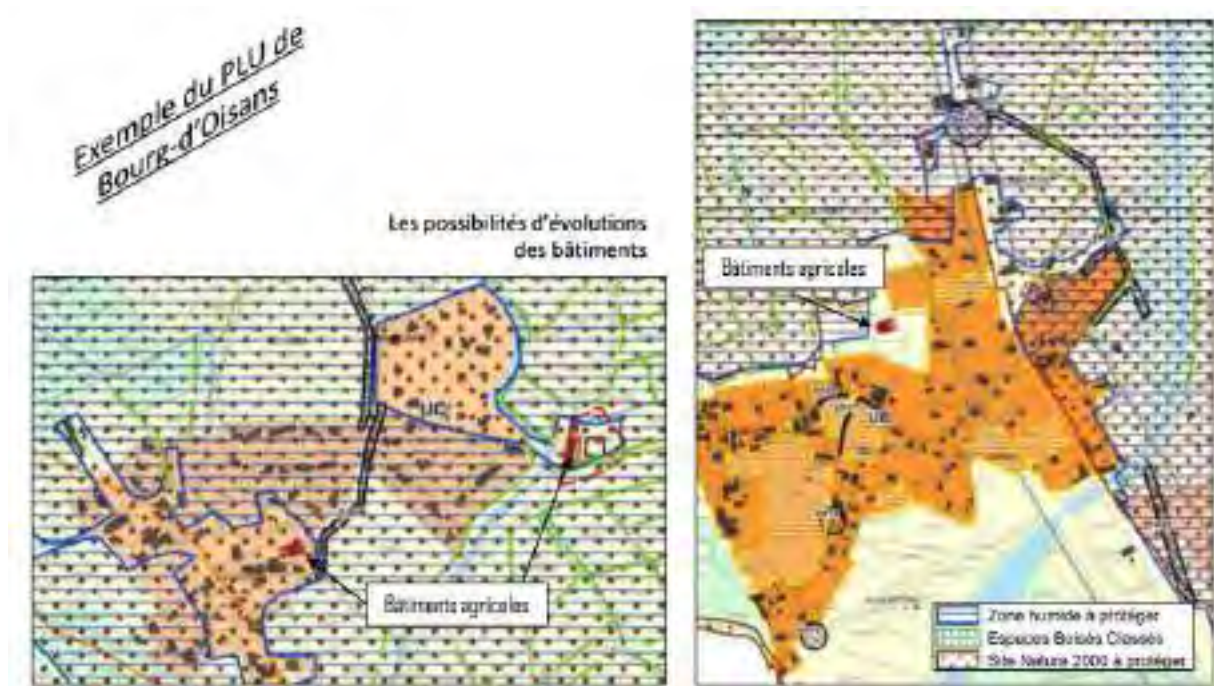 Exemple du PLU de
Bourg-d'Oisans
Les possibilités d'évolutions
des bâtiments
Bâtiments agricoles
Bâtiments agricoles
Zone humide à protéger
Espaces Boisés Classés
Site Natura 2000 à protéger